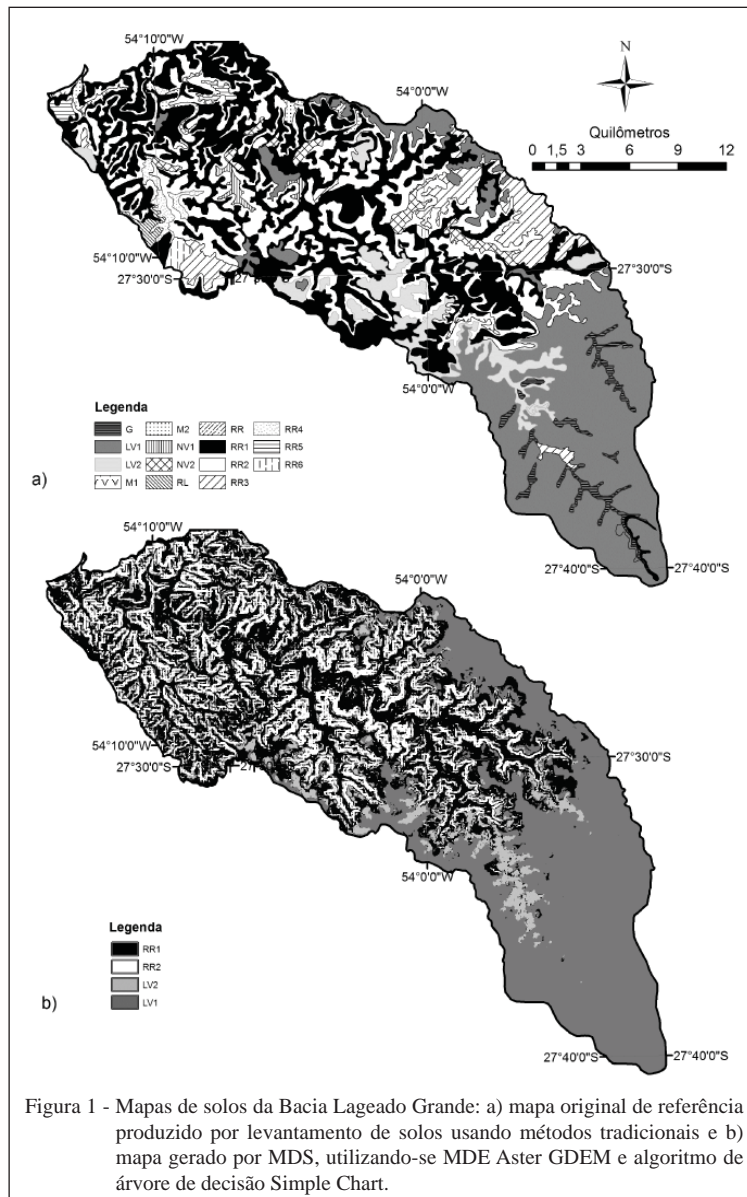 54°10'0"W
N
54°0'0"W
Quilômetros
0 1,5 3 6 9 12
54°10'0"W
27°30'0"S
27°30'0"S
54°0'0"W
Legenda
G M2 RR RR4
LV1 NV1 RR1 RR5
LV2 NV2 RR2 RR6
M1 RL RR3
a)
54°10'0"W
27°40'0"S
27°40'0"S
54°0'0"W
54°10'0"W
27°30'0"S
27°30'0"S
54°0'0"W
Legenda
RR1
RR2
LV2
LV1
b)
27°40'0"S
27°40'0"S
Figura 1 - Mapas de solos da Bacia Lageado Grande: a) mapa original de referência
produzido por levantamento de solos usando métodos tradicionais e b)
mapa gerado por MDS, utilizando-se MDE Aster GDEM e algoritmo de
árvore de decisão Simple Chart.